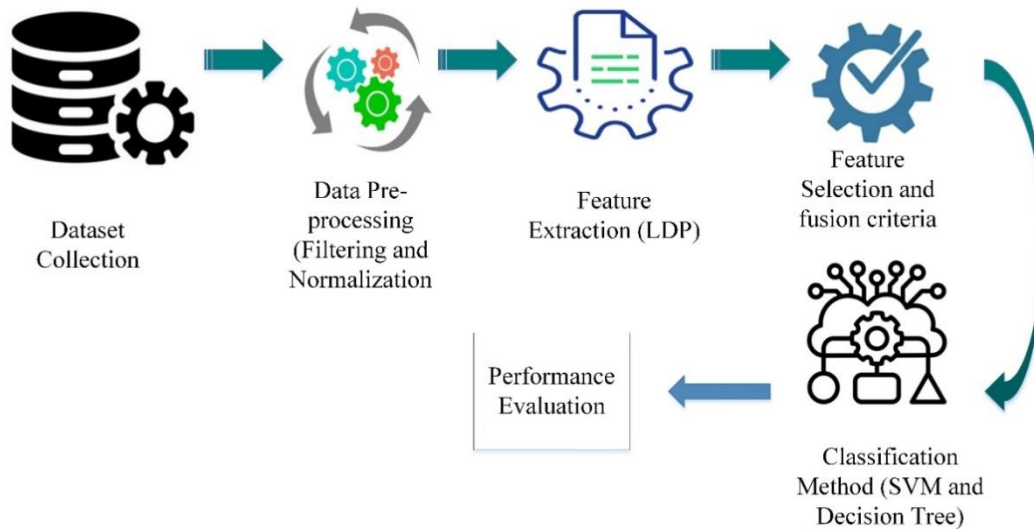 Dataset
Collection
Data Pre-
processing
(Filtering and
Normalization
Feature
Extraction (LDP)
Feature
Selection and
fusion criteria
Classification
Method (SVM and
Decision Tree)
Performance
Evaluation